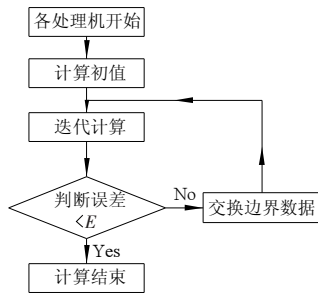 各处理机开始
计算初值
迭代计算
判断误差
<E
No
交换边界数据
Yes
计算结束